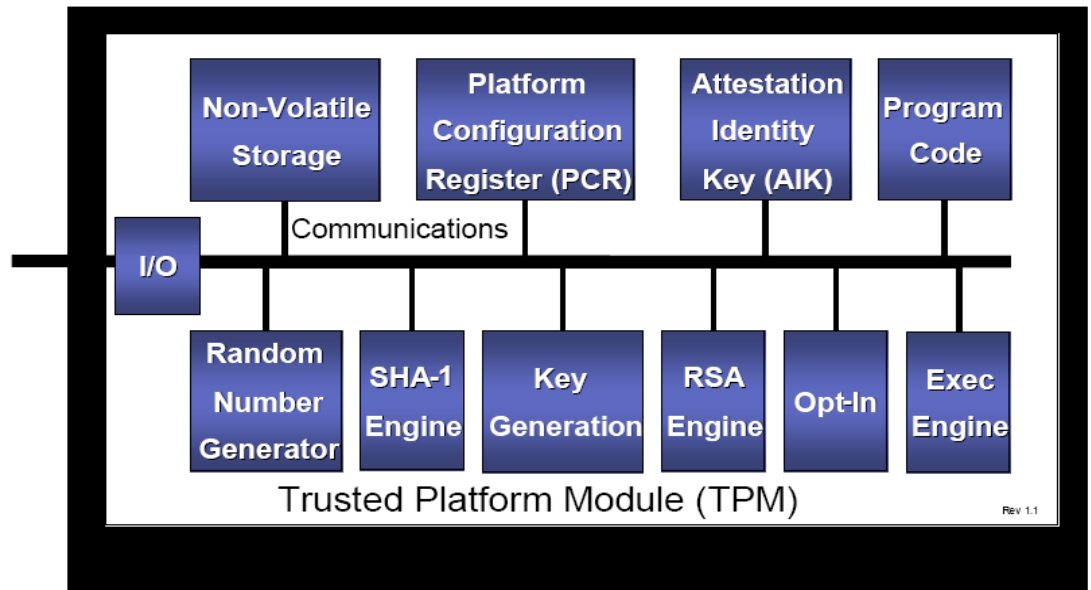 Non-Volatile
Storage
Platform
Configuration
Register (PCR)
Attestation
Identity
Key (AIK)
Program
Code
Communications
I/O
Random
Number
Generator
SHA-1
Engine
Key
Generation
RSA
Engine
Opt-In
Exec
Engine
Trusted Platform Module (TPM)
Rev 1.1